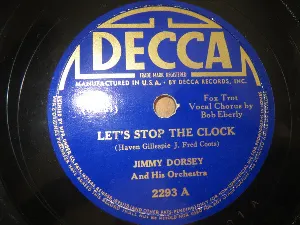 DECCA
TRADE MARK REGISTERED
MANUFACTURED IN U.S.A. BY DECCA RECORDS, INC.
Fox Trot
Vocal Chorus by
Bob Eberly
LET'S STOP THE CLOCK
(Haven Gillespie J. Fred Coots)
JIMMY DORSEY
And His Orchestra
2293 A